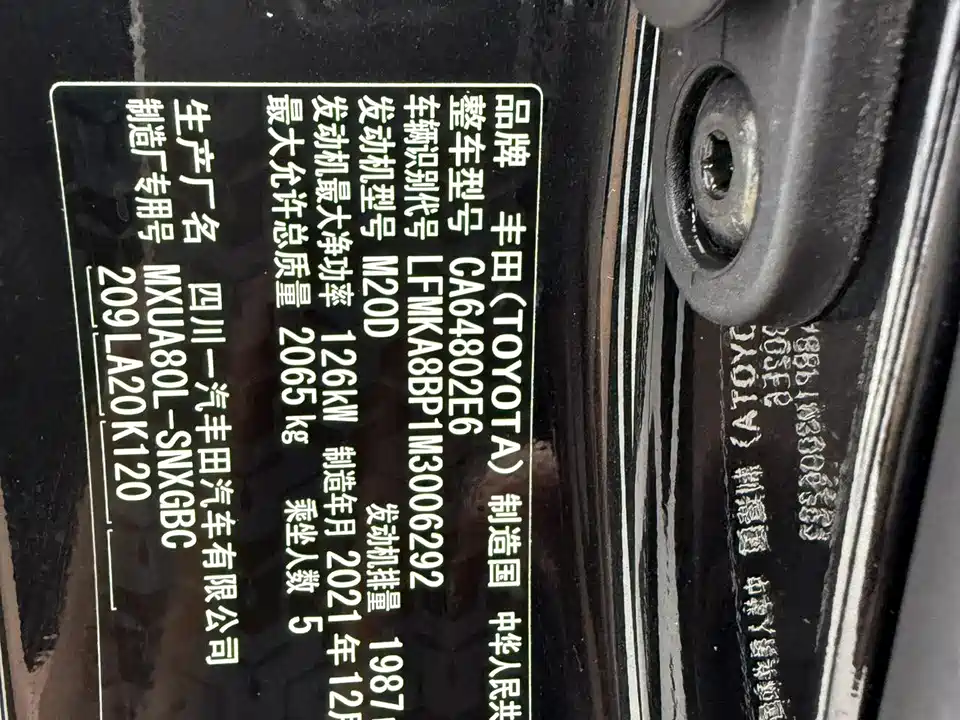 品牌 丰田(TOYOTA) 制造国 中华人民共
整车型号 CA64802E6
车辆识别代号 LFMKA8BP1M3006292
发动机型号 M20D 发动机排量 1987
发动机最大净功率 126kW 制造年月 2021年12月
最大允许总质量 2065kg 乘坐人数 5
生产厂名 四川一汽丰田汽车有限公司
制造厂专用号 MXUA80L-SNXGBC
209LA20K120